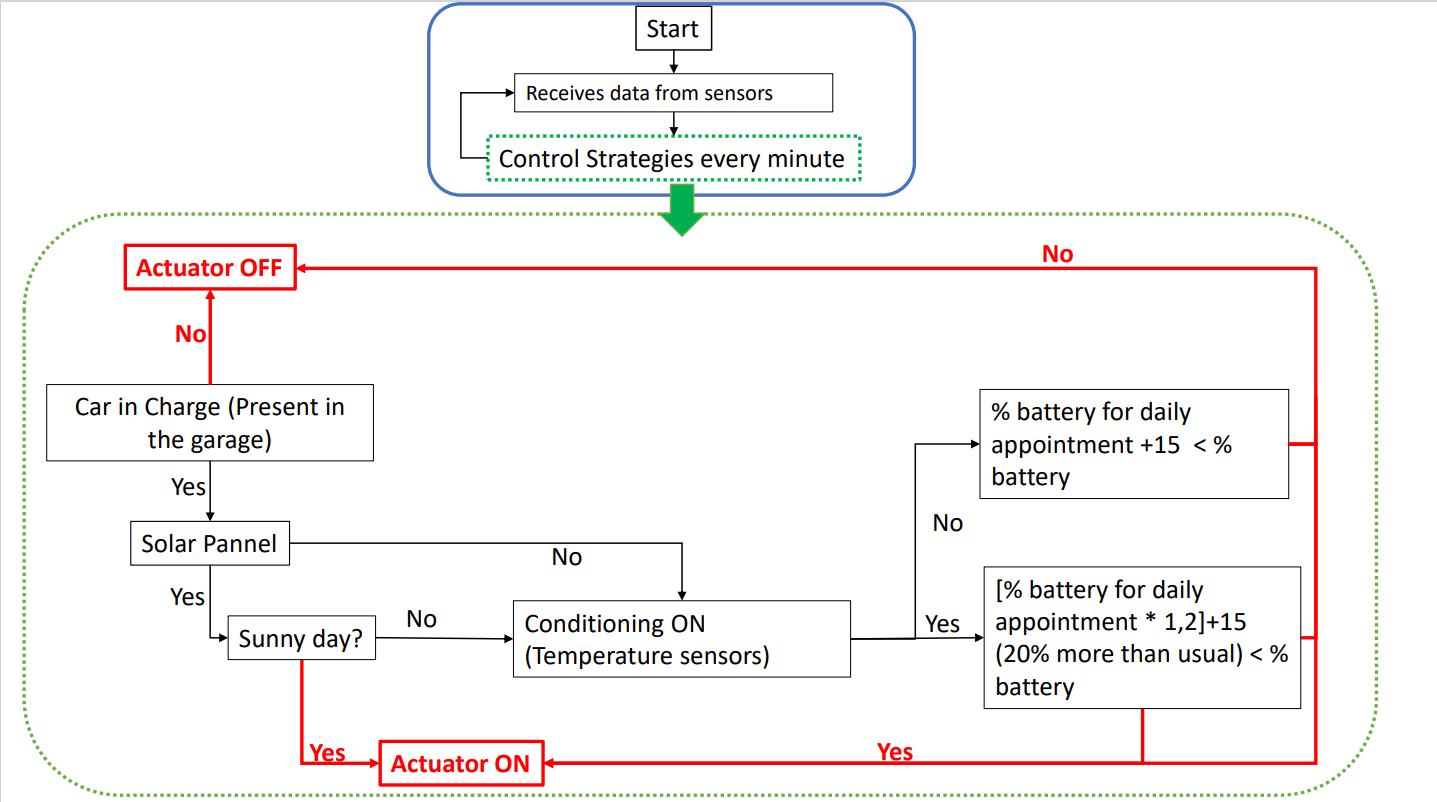 Start
Receives data from sensors
Control Strategies every minute
Actuator OFF
No
No
Car in Charge (Present in
the garage)
Yes
Solar Pannel
No
Yes
Sunny day?
No
Conditioning ON
(Temperature sensors)
No
% battery for daily
appointment +15 < %
battery
Yes
[% battery for daily
appointment * 1,2]+15
(20% more than usual) < %
battery
Yes
Actuator ON
Yes